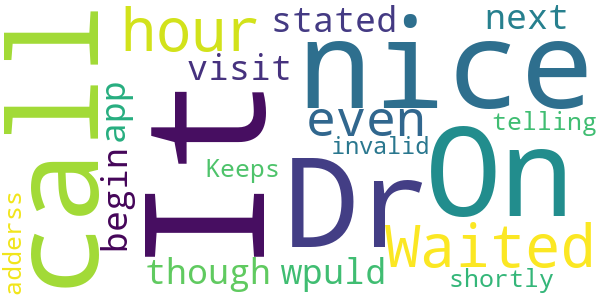 call
It
nice
Dr
On
hour
Waited
stated
next
visit
even
app
begin
telling
invalid
Keeps
though
wpuld
shortly
adderss